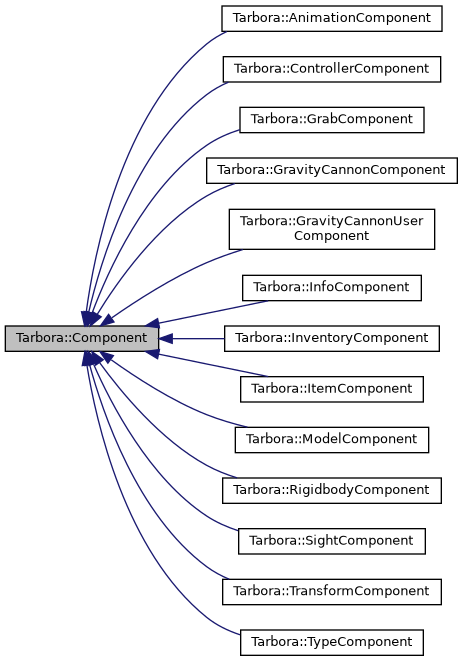 Tarbora::AnimationComponent
Tarbora::ControllerComponent
Tarbora::GrabComponent
Tarbora::GravityCannonComponent
Tarbora::GravityCannonUser
Component
Tarbora::InfoComponent
Tarbora::Component
Tarbora::InventoryComponent
Tarbora::ItemComponent
Tarbora::ModelComponent
Tarbora::RigidbodyComponent
Tarbora::SightComponent
Tarbora::TransformComponent
Tarbora::TypeComponent